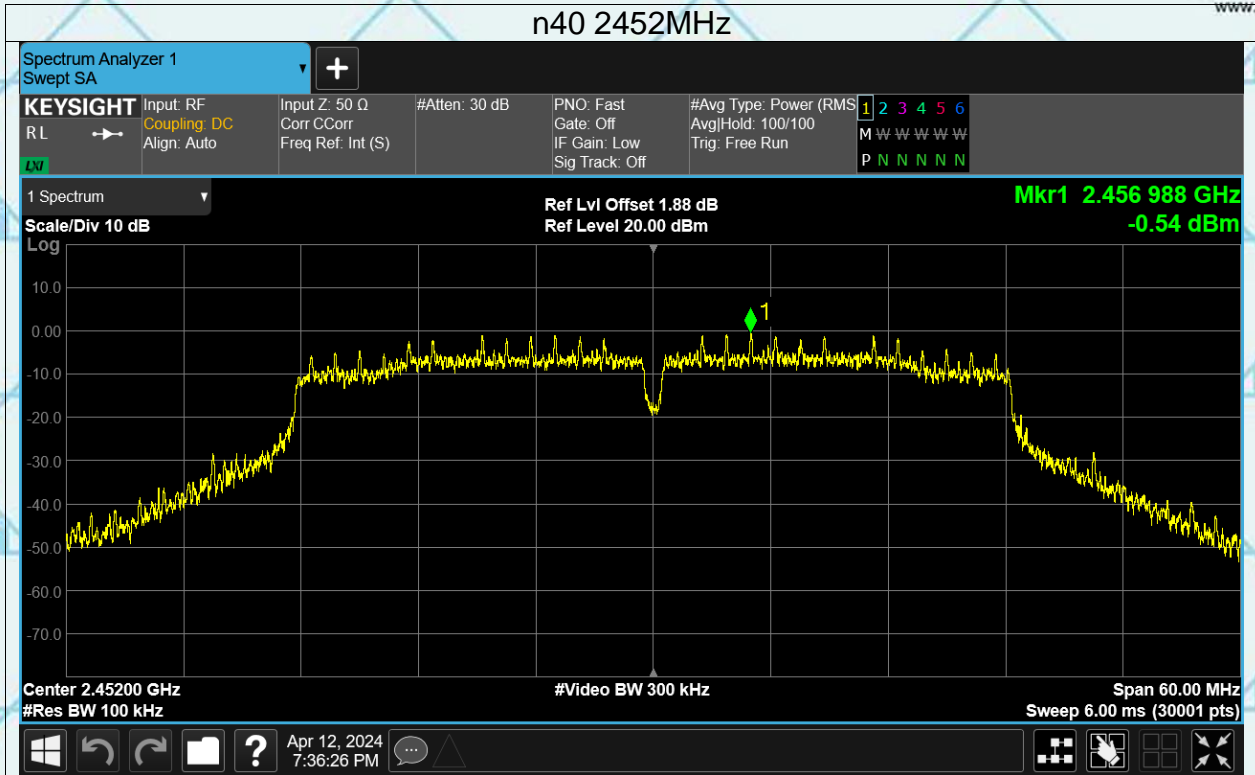 www.
n40 2452MHz
Spectrum Analyzer 1
Swept SA
+
KEYSIGHT
R L
LXI
Input: RF
Coupling: DC
Align: Auto
Input Z: 50 Ω
Corr CCorr
Freq Ref: Int (S)
#Atten: 30 dB
PNO: Fast
Gate: Off
IF Gain: Low
Sig Track: Off
#Avg Type: Power (RMS
Avg|Hold: 100/100
Trig: Free Run
1 2 3 4 5 6
M W W W W W
P N N N N N
1 Spectrum
Scale/Div 10 dB
Ref Lvl Offset 1.88 dB
Ref Level 20.00 dBm
Mkr1 2.456 988 GHz
-0.54 dBm
Log
10.0
0.00
-10.0
-20.0
-30.0
-40.0
-50.0
-60.0
-70.0
1
Center 2.45200 GHz
#Res BW 100 kHz
#Video BW 300 kHz
Span 60.00 MHz
Sweep 6.00 ms (30001 pts)
?
Apr 12, 2024
7:36:26 PM